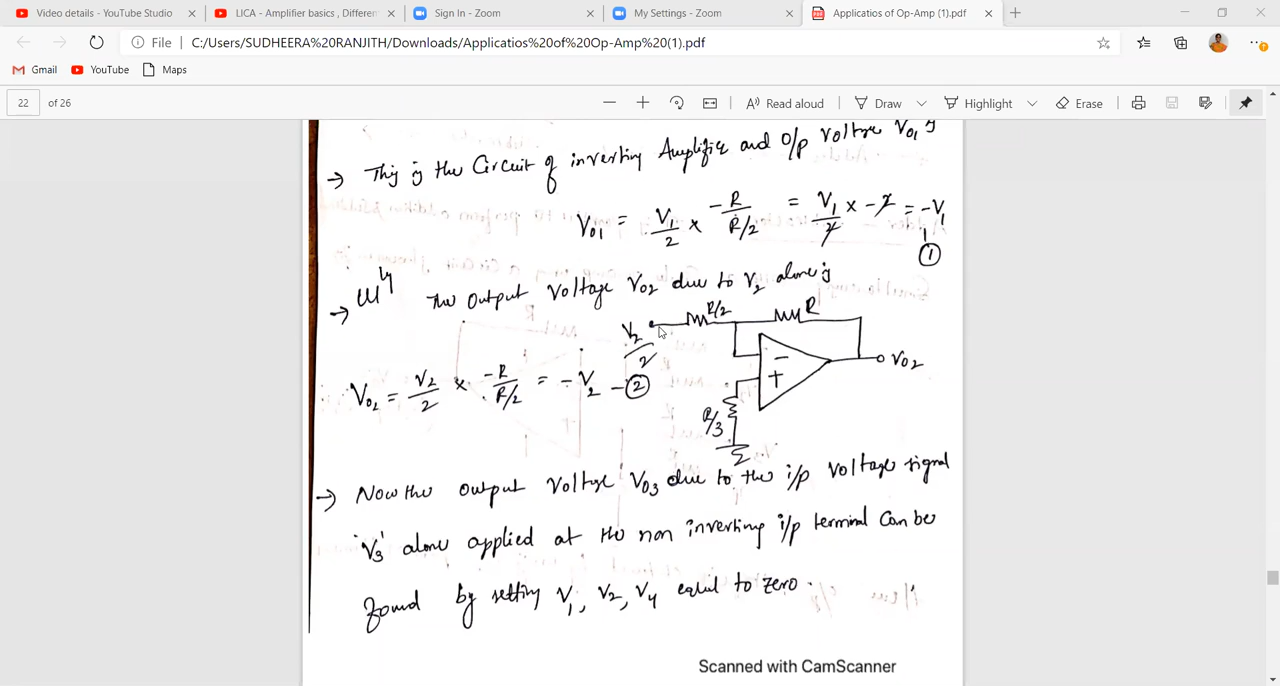 Video details - YouTube Studio
LICA - Amplifier basics , Differen
Sign In - Zoom
My Settings - Zoom
Applicatios of Op-Amp (1).pdf
File
C:/Users/SUDHEERA%20RANJITH/Downloads/Applicatios%20of%20Op-Amp%20(1).pdf
Gmail YouTube Maps
22 of 26 Read aloud Draw Highlight Erase
→ This is the Circuit of inverting Amplifier and O/p voltage Vo1 is
Vo1 = V1/2 x -R/R/2 = V1/2 x -2 = -V1 - ①
→ Illly The output voltage Vo2 due to V2 alone is
V2/2 R/2 R
- + Vo2
R/3
Vo2 = V2/2 x -R/R/2 = -V2 - ②
→ Now the output voltage Vo3 due to the i/p voltage signal
'V3' alone applied at the non inverting i/p terminal can be
found by setting V1, V2, V4 equal to zero.
Scanned with CamScanner